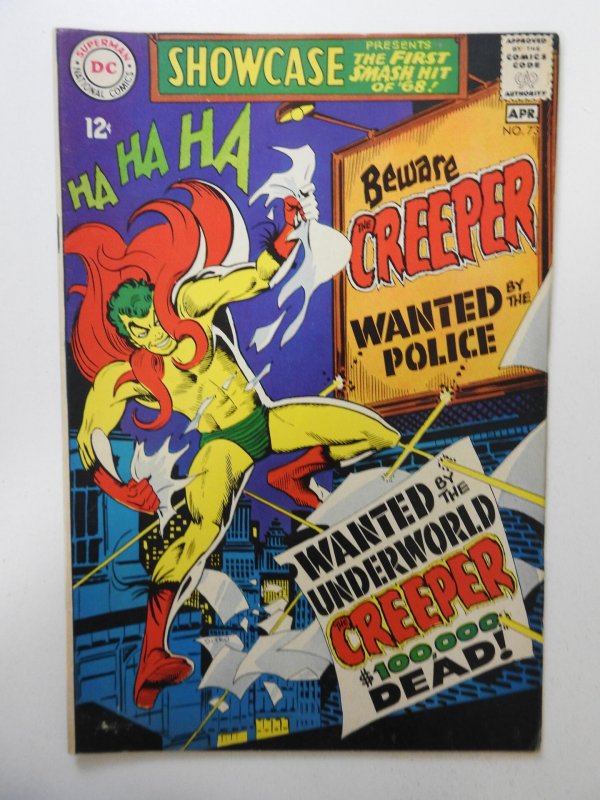 SUPERMAN
DC
NATIONAL COMICS
SHOWCASE
PRESENTS
THE FIRST
SMASH HIT
OF '68!
APPROVED
BY THE
COMICS
CODE
AUTHORITY
12¢
APR.
NO. 73
HA HA HA
Beware
THE CREEPER
WANTED BY THE
POLICE
WANTED BY THE
UNDERWORLD
THE CREEPER
$100,000
DEAD!